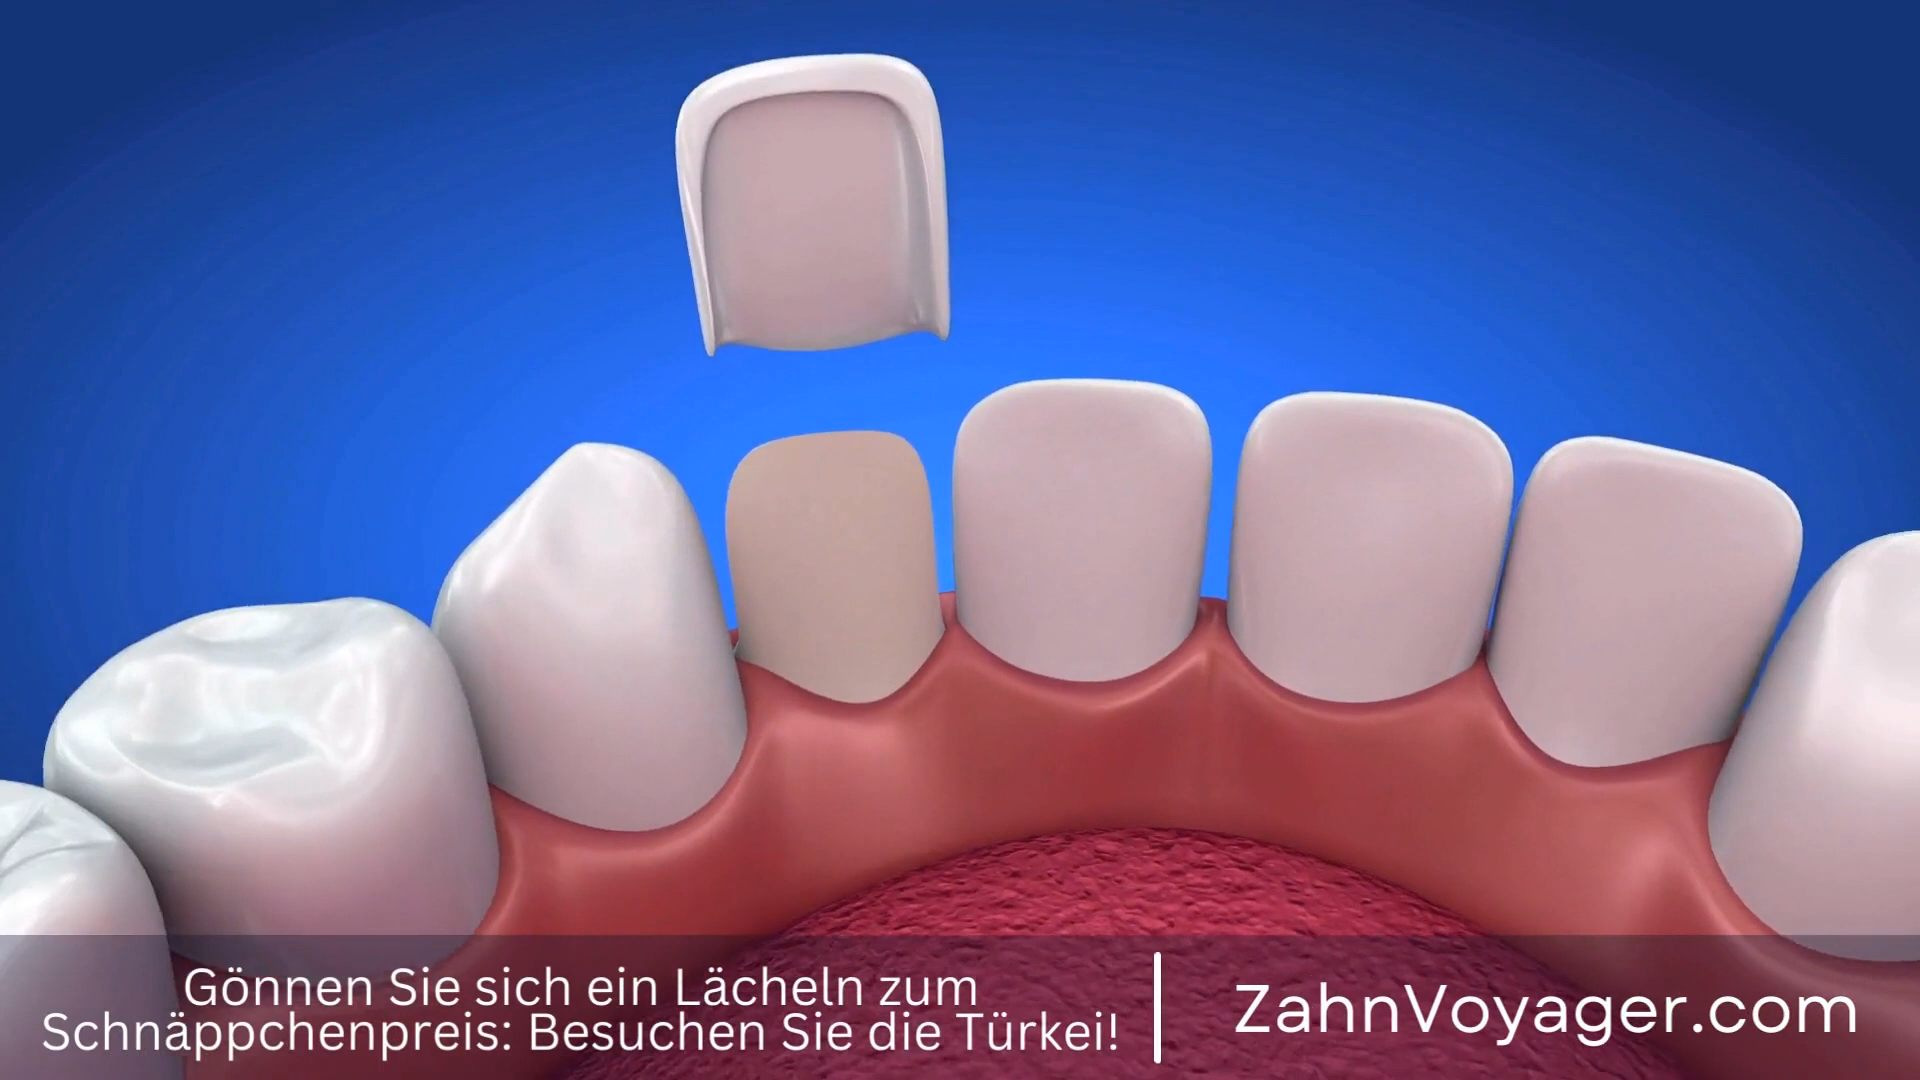 Gönnen Sie sich ein Lächeln zum
Schnäppchenpreis: Besuchen Sie die Türkei!
ZahnVoyager.com